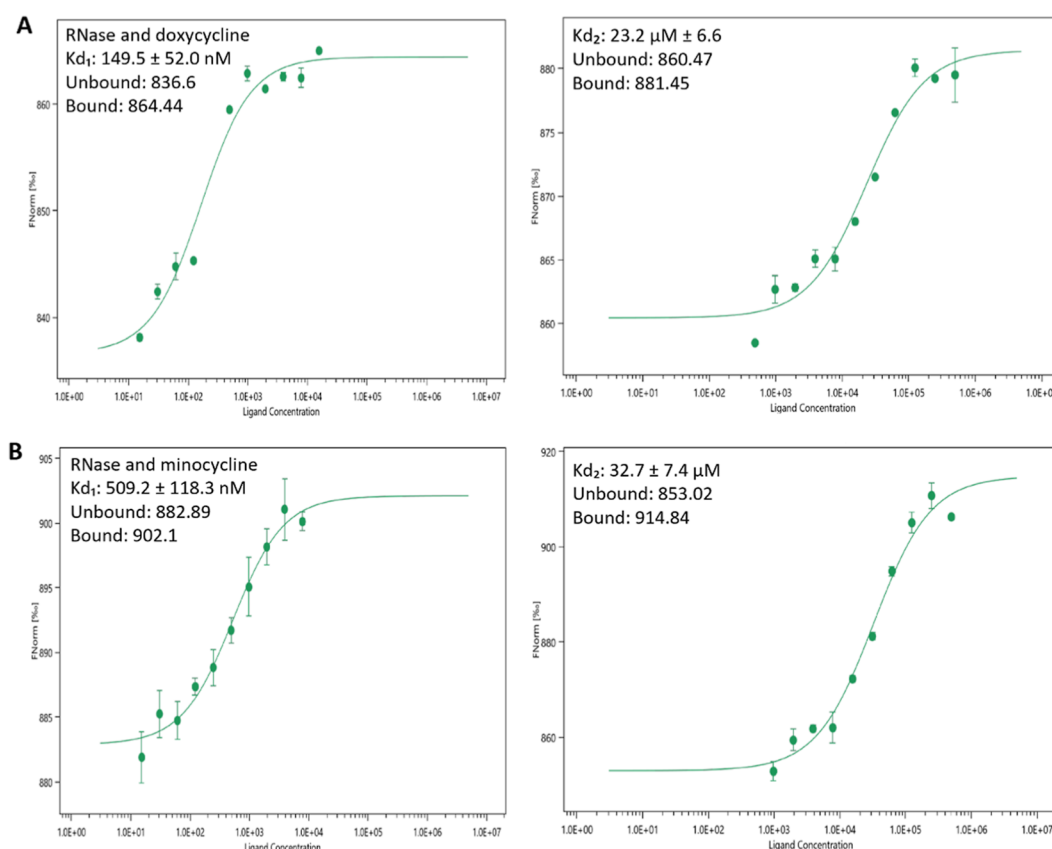 A
RNase and doxycycline
Kd₁: 149.5 ± 52.0 nM
Unbound: 836.6
Bound: 864.44
860
850
840
FNorm [‰]
1.0E+00 1.0E+01 1.0E+02 1.0E+03 1.0E+04 1.0E+05 1.0E+06 1.0E+07
Ligand Concentration
Kd₂: 23.2 µM ± 6.6
Unbound: 860.47
Bound: 881.45
880
875
870
865
860
FNorm [‰]
1.0E+00 1.0E+01 1.0E+02 1.0E+03 1.0E+04 1.0E+05 1.0E+06 1.0E+0
Ligand Concentration
B
RNase and minocycline
Kd₁: 509.2 ± 118.3 nM
Unbound: 882.89
Bound: 902.1
905
900
895
890
885
880
FNorm [‰]
1.0E+00 1.0E+01 1.0E+02 1.0E+03 1.0E+04 1.0E+05 1.0E+06 1.0E+07
Ligand Concentration
Kd₂: 32.7 ± 7.4 µM
Unbound: 853.02
Bound: 914.84
920
900
880
860
FNorm [‰]
1.0E+00 1.0E+01 1.0E+02 1.0E+03 1.0E+04 1.0E+05 1.0E+06 1.0E+07
Ligand Concentration